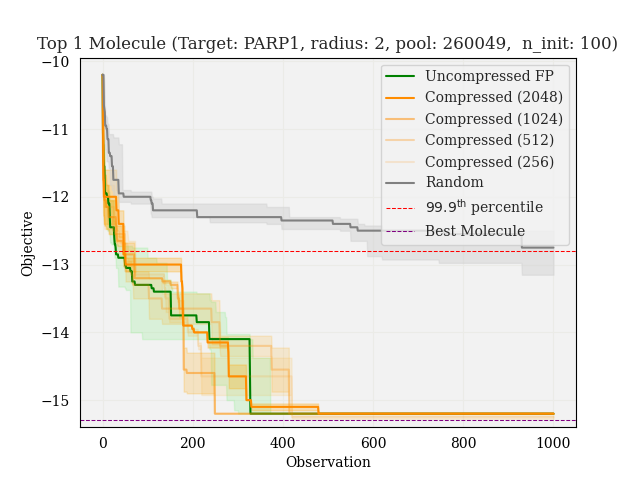 Top 1 Molecule (Target: PARP1, radius: 2, pool: 260049,  n_init: 100)
Uncompressed FP
Compressed (2048)
Compressed (1024)
Compressed (512)
Compressed (256)
Random
99.9th percentile
Best Molecule
−10
−11
−12
−13
−14
−15
Objective
0
200
400
600
800
1000
Observation